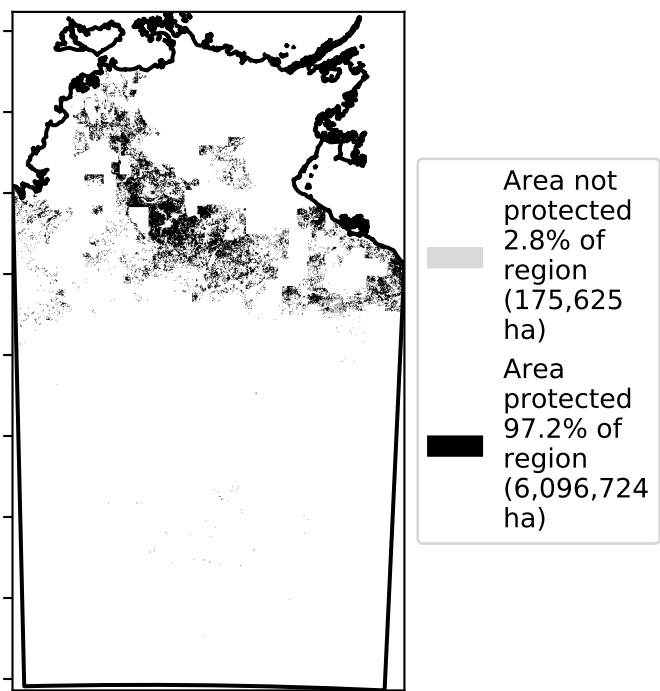 Area not
protected
2.8% of
region
(175,625
ha)
Area
protected
97.2% of
region
(6,096,724
ha)